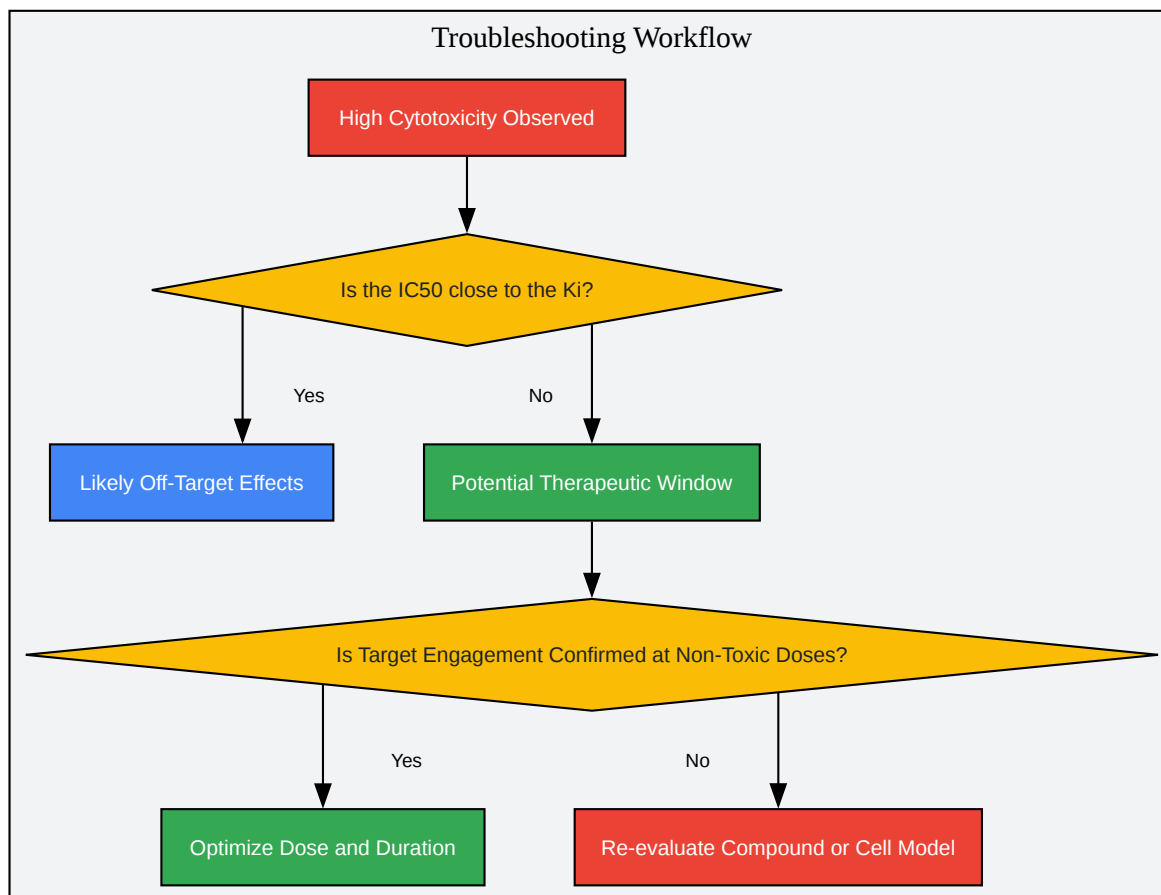 Troubleshooting Workflow
High Cytotoxicity Observed
Is the IC50 close to the Ki?
Yes
No
Likely Off-Target Effects
Potential Therapeutic Window
Is Target Engagement Confirmed at Non-Toxic Doses?
Yes
No
Optimize Dose and Duration
Re-evaluate Compound or Cell Model